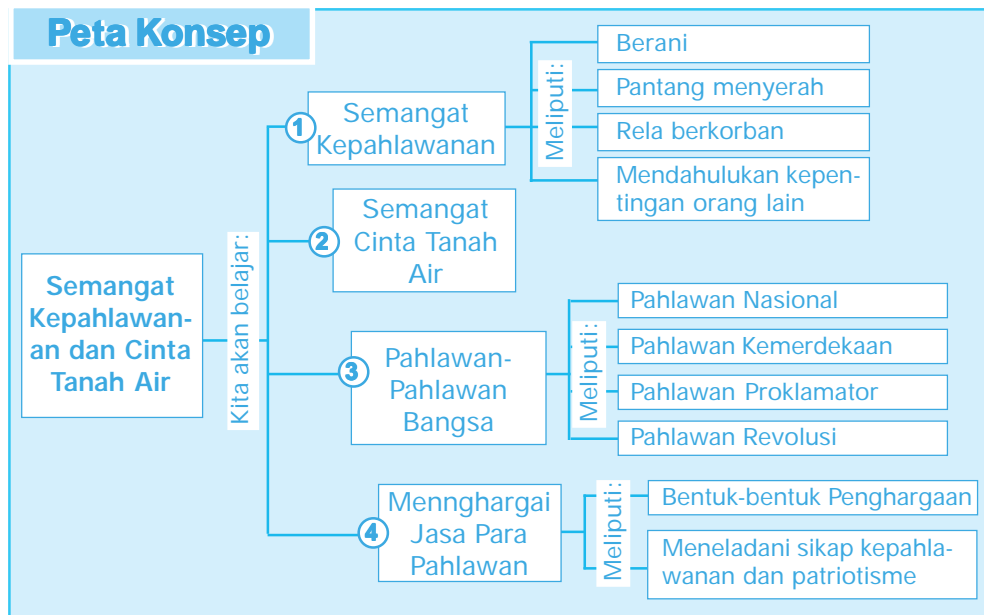 Peta Konsep
Semangat
Kepahlawan-
an dan Cinta
Tanah Air
Kita akan belajar:
1
Semangat
Kepahlawanan
Meliputi:
Berani
Pantang menyerah
Rela berkorban
Mendahulukan kepen-
tingan orang lain
2
Semangat
Cinta Tanah
Air
3
Pahlawan-
Pahlawan
Bangsa
Meliputi:
Pahlawan Nasional
Pahlawan Kemerdekaan
Pahlawan Proklamator
Pahlawan Revolusi
4
Mennghargai
Jasa Para
Pahlawan
Meliputi:
Bentuk-bentuk Penghargaan
Meneladani sikap kepahla-
wanan dan patriotisme